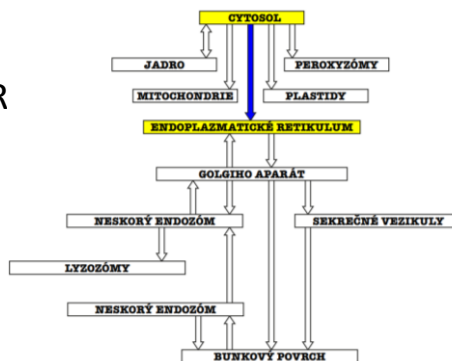 CYTOSOL
R
JADRO
PEROXYZÓMY
MITOCHONDRIE
PLASTIDY
ENDOPLAZMATICKÉ RETIKULUM
GOLGIHO APARÁT
NESKORÝ ENDOZÓM
SEKREČNÉ VEZIKULY
LYZOZÓMY
NESKORÝ ENDOZÓM
BUNKOVÝ POVRCH